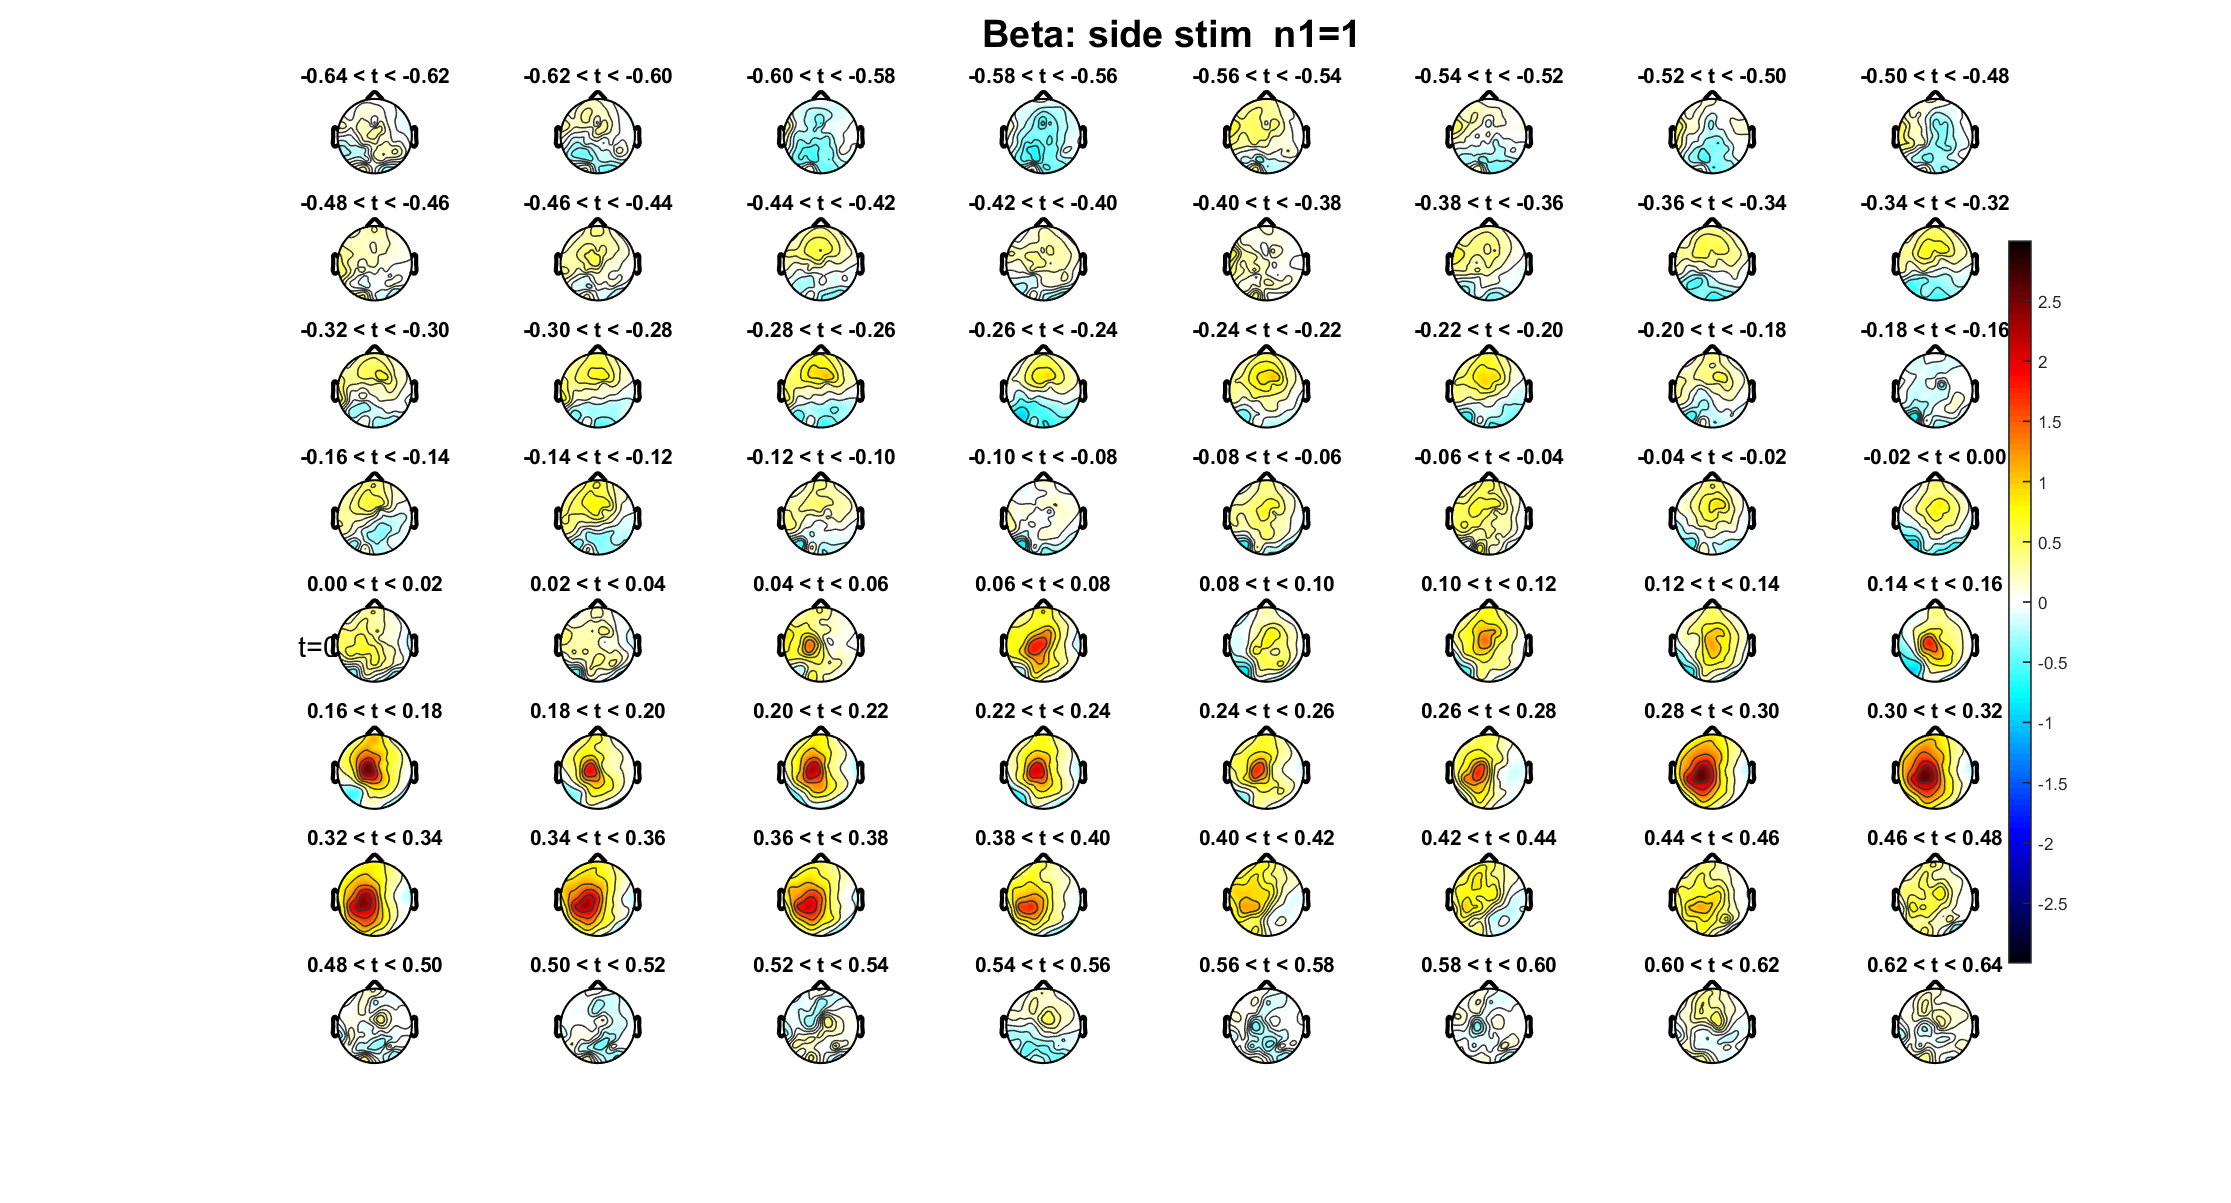 Beta: side stim  n1=1
-0.64 < t < -0.62 -0.62 < t < -0.60 -0.60 < t < -0.58 -0.58 < t < -0.56 -0.56 < t < -0.54 -0.54 < t < -0.52 -0.52 < t < -0.50 -0.50 < t < -0.48
-0.48 < t < -0.46 -0.46 < t < -0.44 -0.44 < t < -0.42 -0.42 < t < -0.40 -0.40 < t < -0.38 -0.38 < t < -0.36 -0.36 < t < -0.34 -0.34 < t < -0.32
-0.32 < t < -0.30 -0.30 < t < -0.28 -0.28 < t < -0.26 -0.26 < t < -0.24 -0.24 < t < -0.22 -0.22 < t < -0.20 -0.20 < t < -0.18 -0.18 < t < -0.16
-0.16 < t < -0.14 -0.14 < t < -0.12 -0.12 < t < -0.10 -0.10 < t < -0.08 -0.08 < t < -0.06 -0.06 < t < -0.04 -0.04 < t < -0.02 -0.02 < t < 0.00
0.00 < t < 0.02 0.02 < t < 0.04 0.04 < t < 0.06 0.06 < t < 0.08 0.08 < t < 0.10 0.10 < t < 0.12 0.12 < t < 0.14 0.14 < t < 0.16
t=0
0.16 < t < 0.18 0.18 < t < 0.20 0.20 < t < 0.22 0.22 < t < 0.24 0.24 < t < 0.26 0.26 < t < 0.28 0.28 < t < 0.30 0.30 < t < 0.32
0.32 < t < 0.34 0.34 < t < 0.36 0.36 < t < 0.38 0.38 < t < 0.40 0.40 < t < 0.42 0.42 < t < 0.44 0.44 < t < 0.46 0.46 < t < 0.48
0.48 < t < 0.50 0.50 < t < 0.52 0.52 < t < 0.54 0.54 < t < 0.56 0.56 < t < 0.58 0.58 < t < 0.60 0.60 < t < 0.62 0.62 < t < 0.64
2.5
2
1.5
1
0.5
0
-0.5
-1
-1.5
-2
-2.5